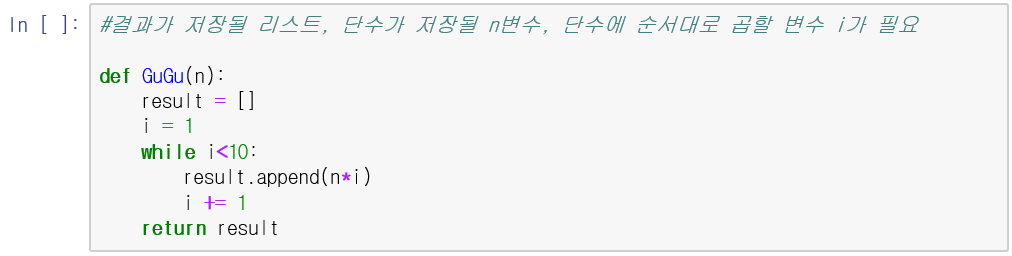 In [ ]: #결과가 저장될 리스트, 단수가 저장될 n변수, 단수에 순서대로 곱할 변수 i가 필요
def GuGu(n):
    result = []
    i = 1
    while i<10:
        result.append(n*i)
        i += 1
    return result